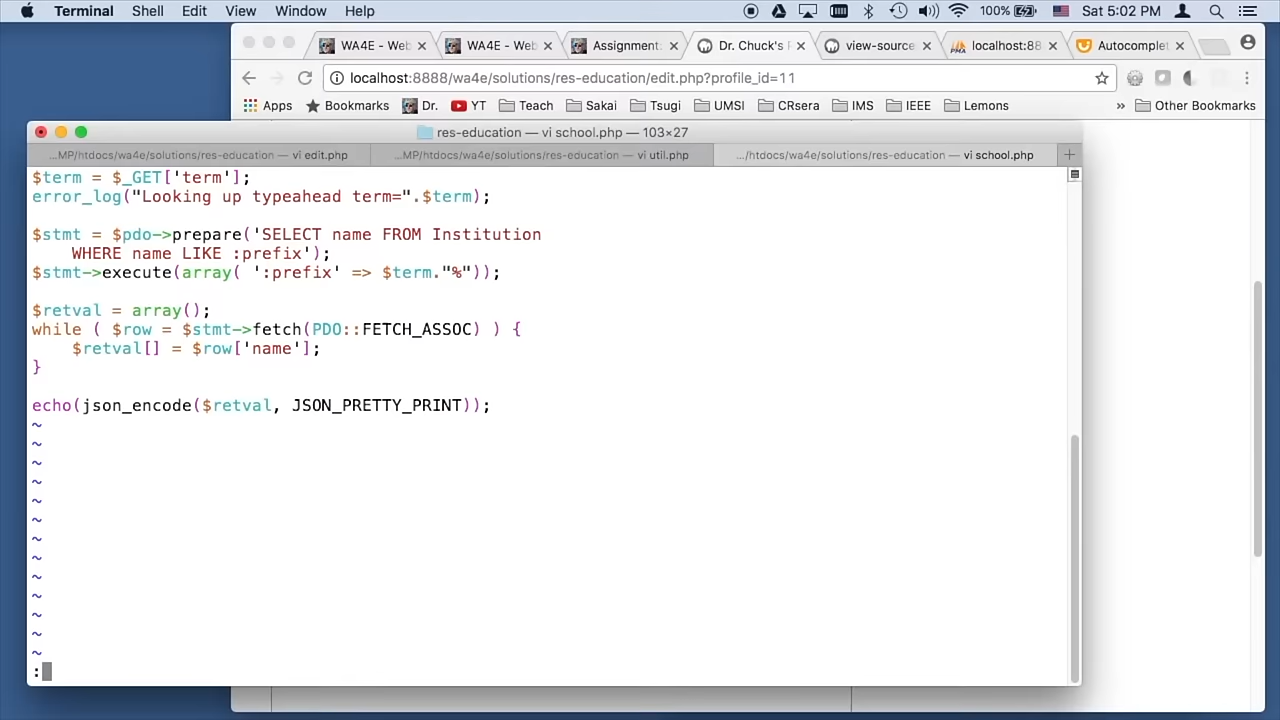 Terminal Shell Edit View Window Help 100% Sat 5:02 PM
WA4E - Web WA4E - Web Assignment. Dr. Chuck's view-source localhost:88 Autocomplet
localhost:8888/wa4e/solutions/res-education/edit.php?profile_id=11
Apps Bookmarks Dr. YT Teach Sakai Tsugi UMSI CRsera IMS IEEE Lemons » Other Bookmarks
res-education — vi school.php — 103×27
...MP/htdocs/wa4e/solutions/res-education — vi edit.php ...MP/htdocs/wa4e/solutions/res-education — vi util.php .../htdocs/wa4e/solutions/res-education — vi school.php +
$term = $_GET['term'];
error_log("Looking up typeahead term=".$term);
$stmt = $pdo->prepare('SELECT name FROM Institution
WHERE name LIKE :prefix');
$stmt->execute(array( ':prefix' => $term."%"));
$retval = array();
while ( $row = $stmt->fetch(PDO::FETCH_ASSOC) ) {
$retval[] = $row['name'];
}
echo(json_encode($retval, JSON_PRETTY_PRINT));
~
~
~
~
~
~
~
~
~
~
~
~
~
: